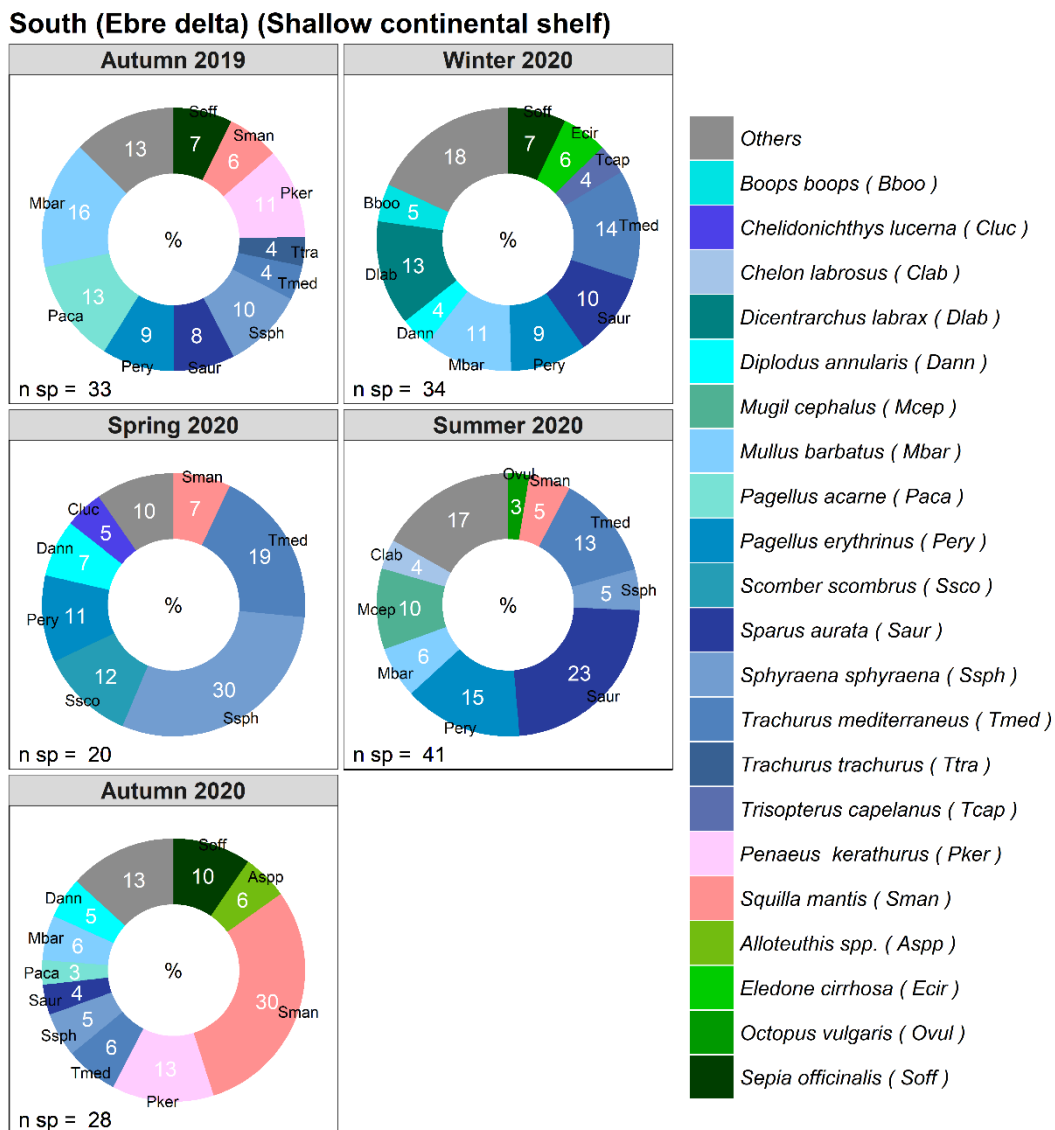 South (Ebre delta) (Shallow continental shelf)
Autumn 2019
Soff
7
Sman
6
Pker
11
Ttra
4
Tmed
4
Ssph
10
Saur
8
Pery
9
Paca
13
Mbar
16
13
%
n sp = 33
Winter 2020
Soff
7
Ecir
6
Tcap
4
Tmed
14
Saur
10
Pery
9
Mbar
11
Dann
4
Dlab
13
Bboo
5
18
%
n sp = 34
Spring 2020
Sman
7
Tmed
19
Ssph
30
Ssco
12
Pery
11
Dann
7
Cluc
5
10
%
n sp = 20
Summer 2020
Ovul
3
Sman
5
Tmed
13
Ssph
5
Saur
23
Pery
15
Mbar
6
Mcep
10
Clab
4
17
%
n sp = 41
Autumn 2020
Soff
10
Aspp
6
Sman
30
Pker
13
Tmed
6
Ssph
5
Saur
4
Paca
3
Mbar
6
Dann
5
13
%
n sp = 28
Others
Boops boops ( Bboo )
Chelidonichthys lucerna ( Cluc )
Chelon labrosus ( Clab )
Dicentrarchus labrax ( Dlab )
Diplodus annularis ( Dann )
Mugil cephalus ( Mcep )
Mullus barbatus ( Mbar )
Pagellus acarne ( Paca )
Pagellus erythrinus ( Pery )
Scomber scombrus ( Ssco )
Sparus aurata ( Saur )
Sphyraena sphyraena ( Ssph )
Trachurus mediterraneus ( Tmed )
Trachurus trachurus ( Ttra )
Trisopterus capelanus ( Tcap )
Penaeus  kerathurus ( Pker )
Squilla mantis ( Sman )
Alloteuthis spp. ( Aspp )
Eledone cirrhosa ( Ecir )
Octopus vulgaris ( Ovul )
Sepia officinalis ( Soff )